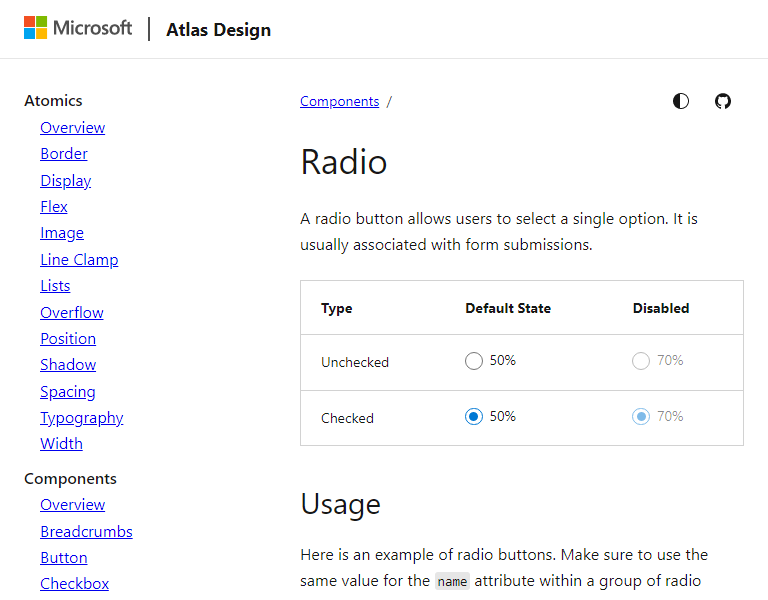 Microsoft | Atlas Design
Atomics
Overview
Border
Display
Flex
Image
Line Clamp
Lists
Overflow
Position
Shadow
Spacing
Typography
Width
Components
Overview
Breadcrumbs
Button
Checkbox
Components /
Radio
A radio button allows users to select a single option. It is
usually associated with form submissions.
Type Default State Disabled
Unchecked 50% 70%
Checked 50% 70%
Usage
Here is an example of radio buttons. Make sure to use the
same value for the name attribute within a group of radio